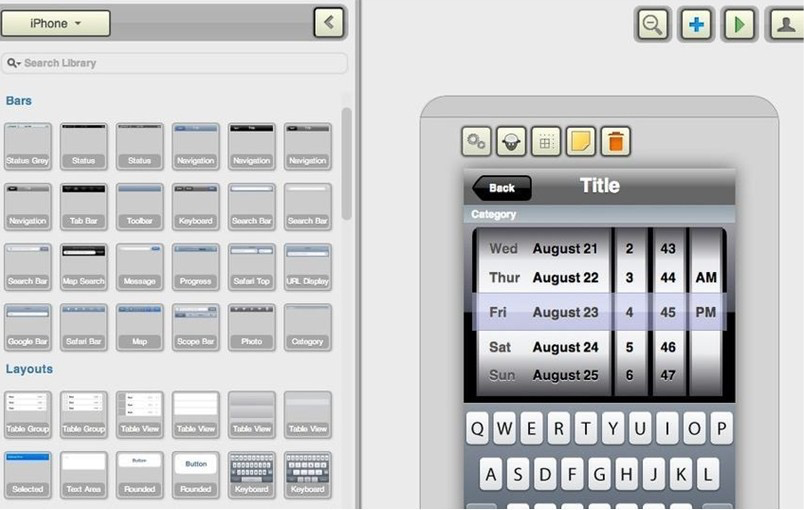 iPhone
Search Library
Bars
Status Grey Status Status Navigation Navigation Navigation
Navigation Tab Bar Toolbar Keyboard Search Bar Search Bar
Search Bar Map Search Message Progress Safari Top URL Display
Google Bar Safari Bar Map Scope Bar Photo Category
Layouts
Table Group Table Group Table View Table View Table View Table View
Button Button
Selected Text Area Rounded Rounded Keyboard Keyboard
Back Title
Category
Wed August 21 2 43
Thur August 22 3 44 AM
Fri August 23 4 45 PM
Sat August 24 5 46
Sun August 25 6 47
Q W E R T Y U I O P
A S D F G H J K L